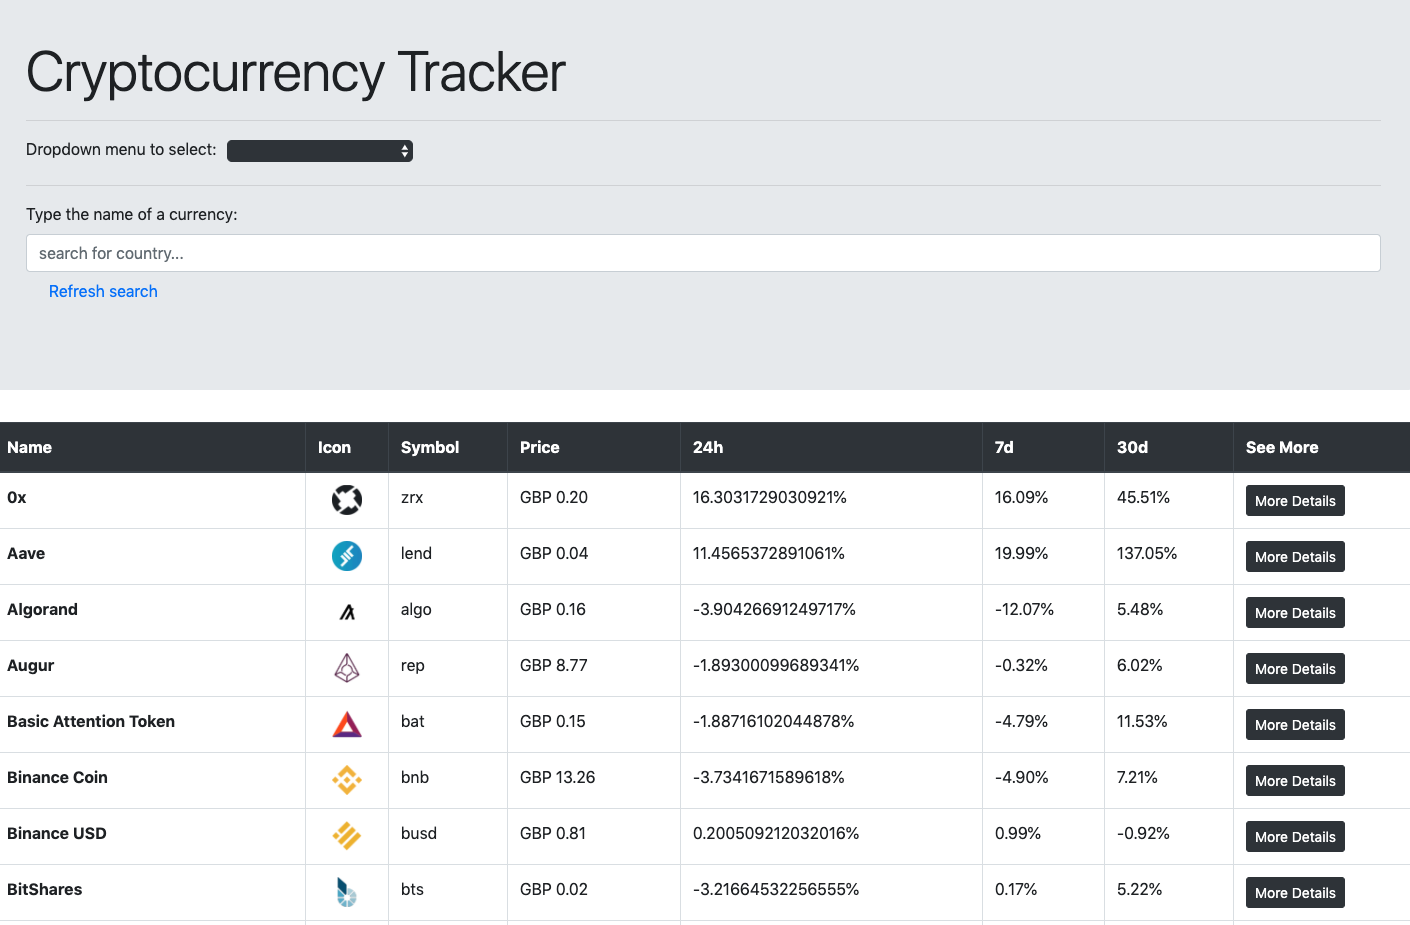 Cryptocurrency Tracker
Dropdown menu to select:
Type the name of a currency:
search for country...
Refresh search
Name Icon Symbol Price 24h 7d 30d See More
0x zrx GBP 0.20 16.3031729030921% 16.09% 45.51% More Details
Aave lend GBP 0.04 11.4565372891061% 19.99% 137.05% More Details
Algorand algo GBP 0.16 -3.90426691249717% -12.07% 5.48% More Details
Augur rep GBP 8.77 -1.89300099689341% -0.32% 6.02% More Details
Basic Attention Token bat GBP 0.15 -1.88716102044878% -4.79% 11.53% More Details
Binance Coin bnb GBP 13.26 -3.7341671589618% -4.90% 7.21% More Details
Binance USD busd GBP 0.81 0.200509212032016% 0.99% -0.92% More Details
BitShares bts GBP 0.02 -3.21664532256555% 0.17% 5.22% More Details